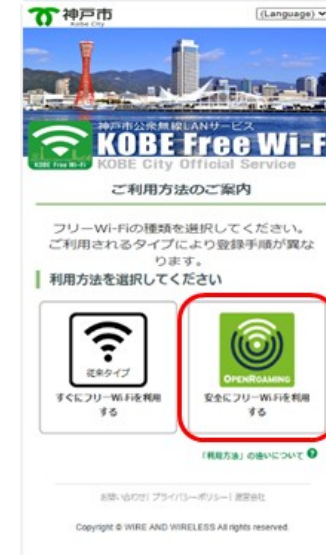 神戸市
Kobe City
(Language)
神戸市公衆無線LANサービス
KOBE Free Wi-F
KOBE City Official Service
KOBE Free Wi-Fi
ご利用方法のご案内
フリーWi-Fiの種類を選択してください。
ご利用されるタイプにより登録手順が異な
ります。
利用方法を選択してください
従来タイプ
すぐにフリーWi-Fiを利用
する
OPENROAMING
安全にフリーWi-Fiを利用
する
「利用方法」の違いについて ?
お問い合わせ| プライバシーポリシー| 運営会社
Copyright © WIRE AND WIRELESS All rights reserved.